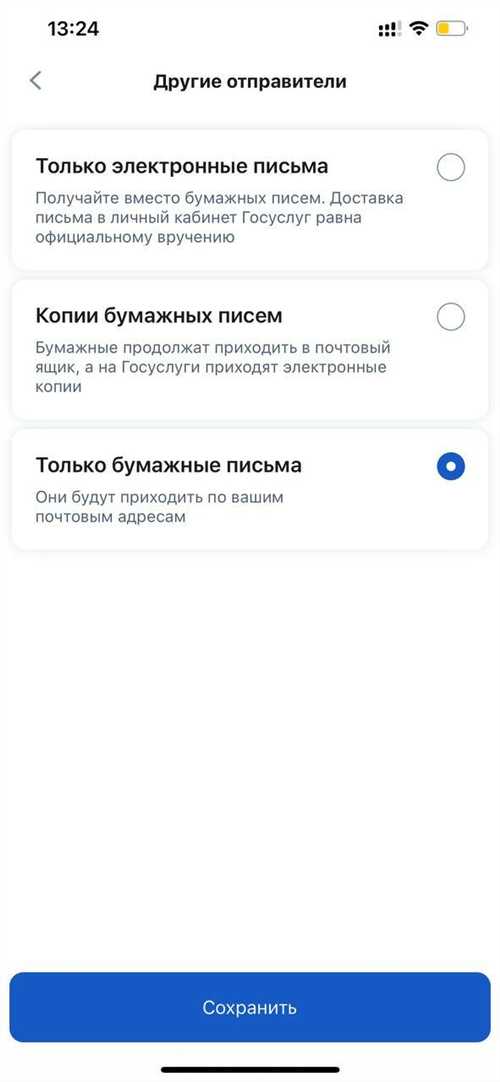 13:24
Другие отправители
Только электронные письма
Получайте вместо бумажных писем. Доставка
письма в личный кабинет Госуслуг равна
официальному вручению
Копии бумажных писем
Бумажные продолжат приходить в почтовый
ящик, а на Госуслуги приходят электронные
копии
Только бумажные письма
Они будут приходить по вашим
почтовым адресам
Сохранить